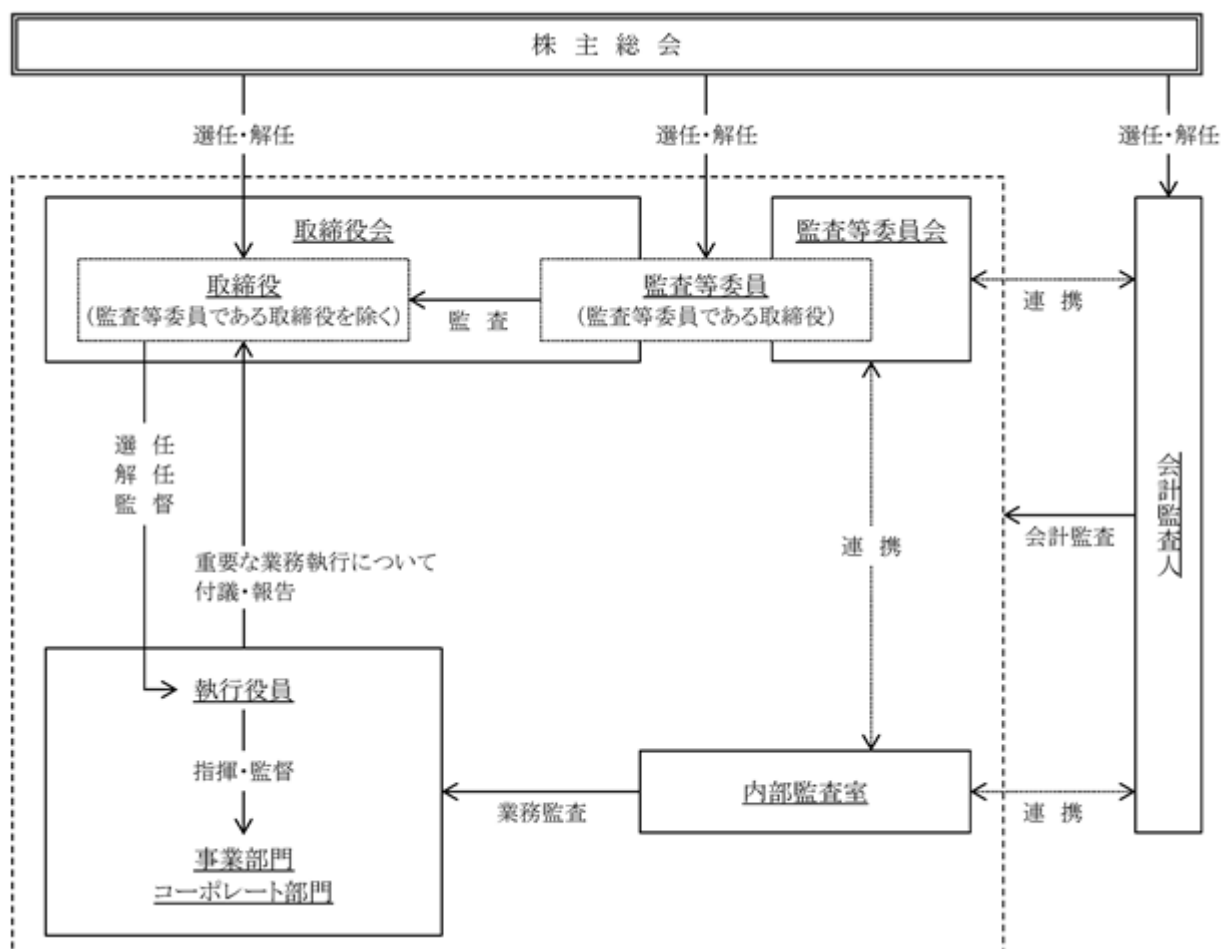 株 主 総 会
選任・解任
選任・解任
選任・解任
取締役会
監査等委員会
取締役
(監査等委員である取締役を除く)
監 査
監査等委員
(監査等委員である取締役)
連 携
選 任
解 任
監 督
重要な業務執行について
付議・報告
連 携
会計監査
会計監査人
執行役員
指揮・監督
事業部門
コーポレート部門
業務監査
内部監査室
連 携